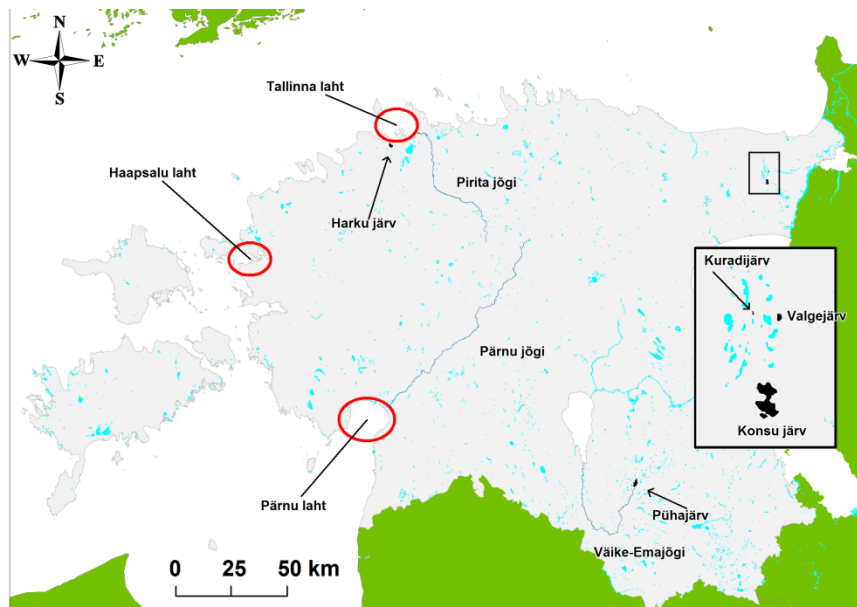 N
W E
S
Tallinna laht
Haapsalu laht
Pirita jõgi
Harku järv
Kuradijärv
Valgejärv
Pärnu jõgi
Konsu järv
Pärnu laht
Pühajärv
Väike-Emajõgi
0 25 50 km